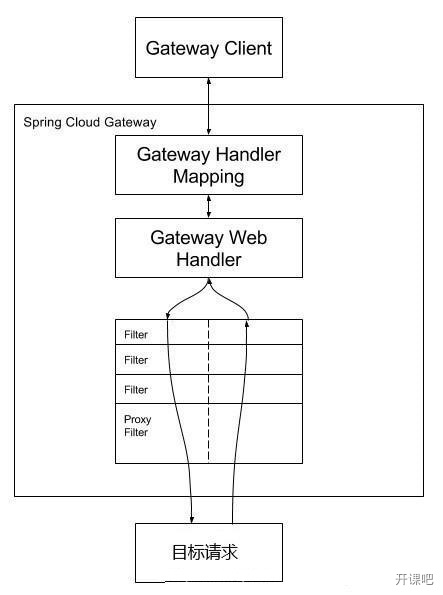 Gateway Client
Spring Cloud Gateway
Gateway Handler
Mapping
Gateway Web
Handler
Filter
Filter
Filter
Proxy
Filter
目标请求
开课吧